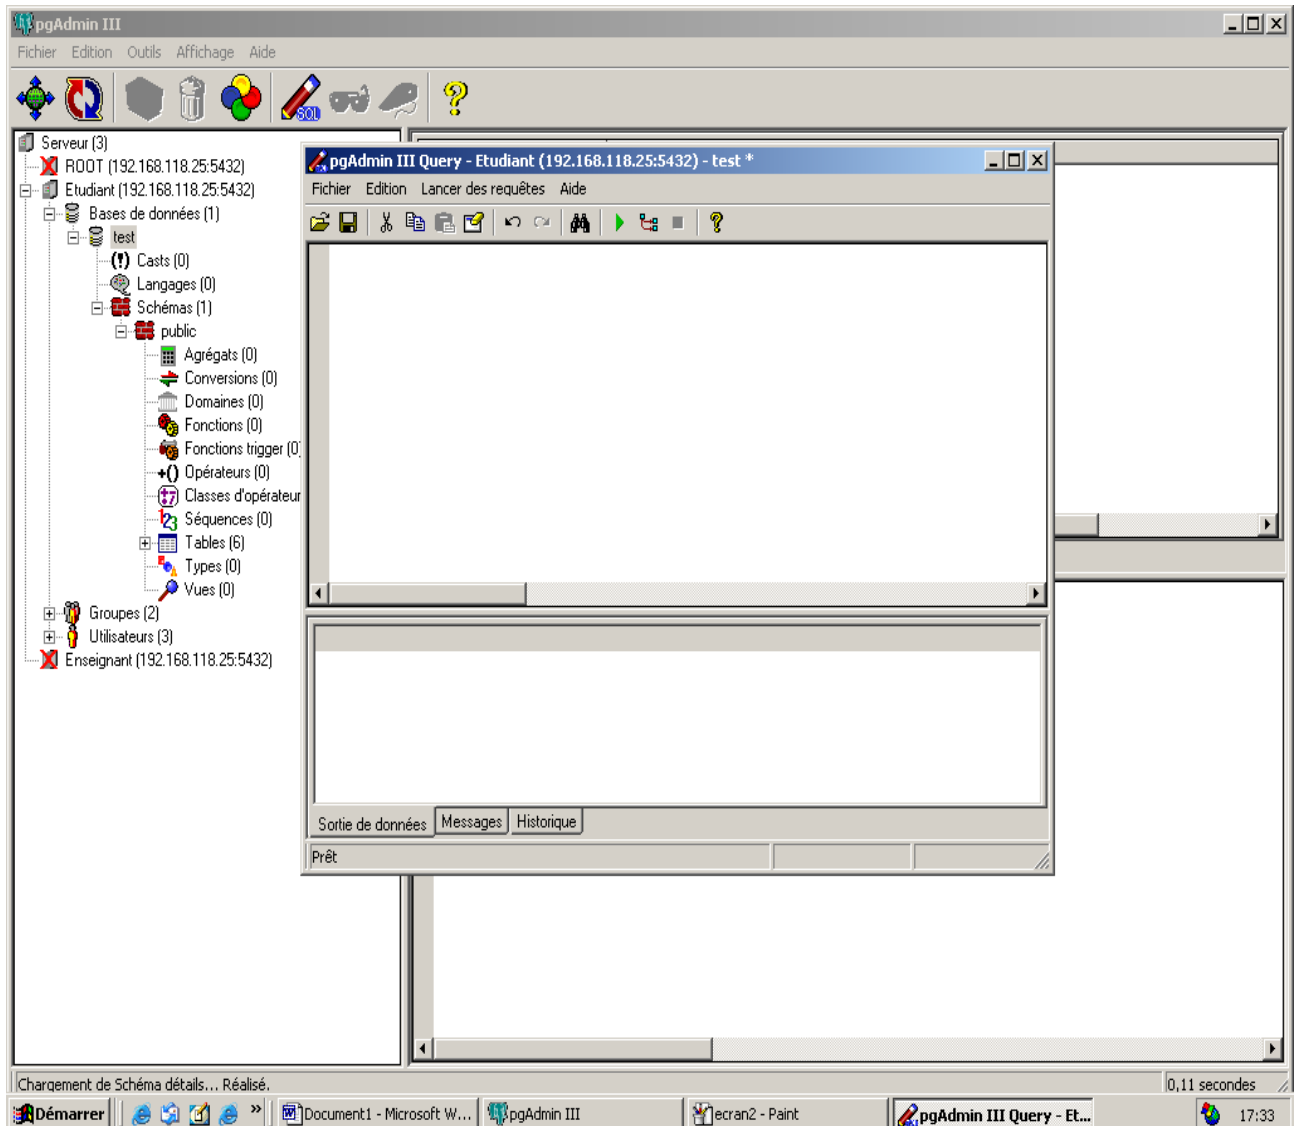 pgAdmin III
Fichier Edition Outils Affichage Aide
SQL
Serveur (3)
ROOT (192.168.118.25:5432)
Etudiant (192.168.118.25:5432)
Bases de données (1)
test
Casts (0)
Langages (0)
Schémas (1)
public
Agrégats (0)
Conversions (0)
Domaines (0)
Fonctions (0)
Fonctions trigger (0)
Opérateurs (0)
Classes d'opérateur
Séquences (0)
Tables (6)
Types (0)
Vues (0)
Groupes (2)
Utilisateurs (3)
Enseignant (192.168.118.25:5432)
pgAdmin III Query - Etudiant (192.168.118.25:5432) - test *
Fichier Edition Lancer des requêtes Aide
Sortie de données Messages Historique
Prêt
Chargement de Schéma détails... Réalisé.
0,11 secondes
Démarrer
»
Document1 - Microsoft W...
pgAdmin III
ecran2 - Paint
pgAdmin III Query - Et...
17:33